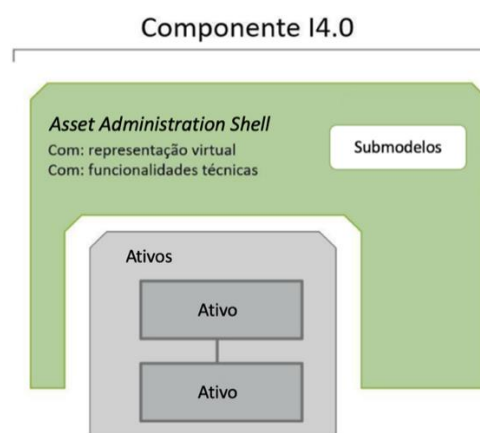 Componente I4.0
Asset Administration Shell
Com: representação virtual
Com: funcionalidades técnicas
Submodelos
Ativos
Ativo
Ativo